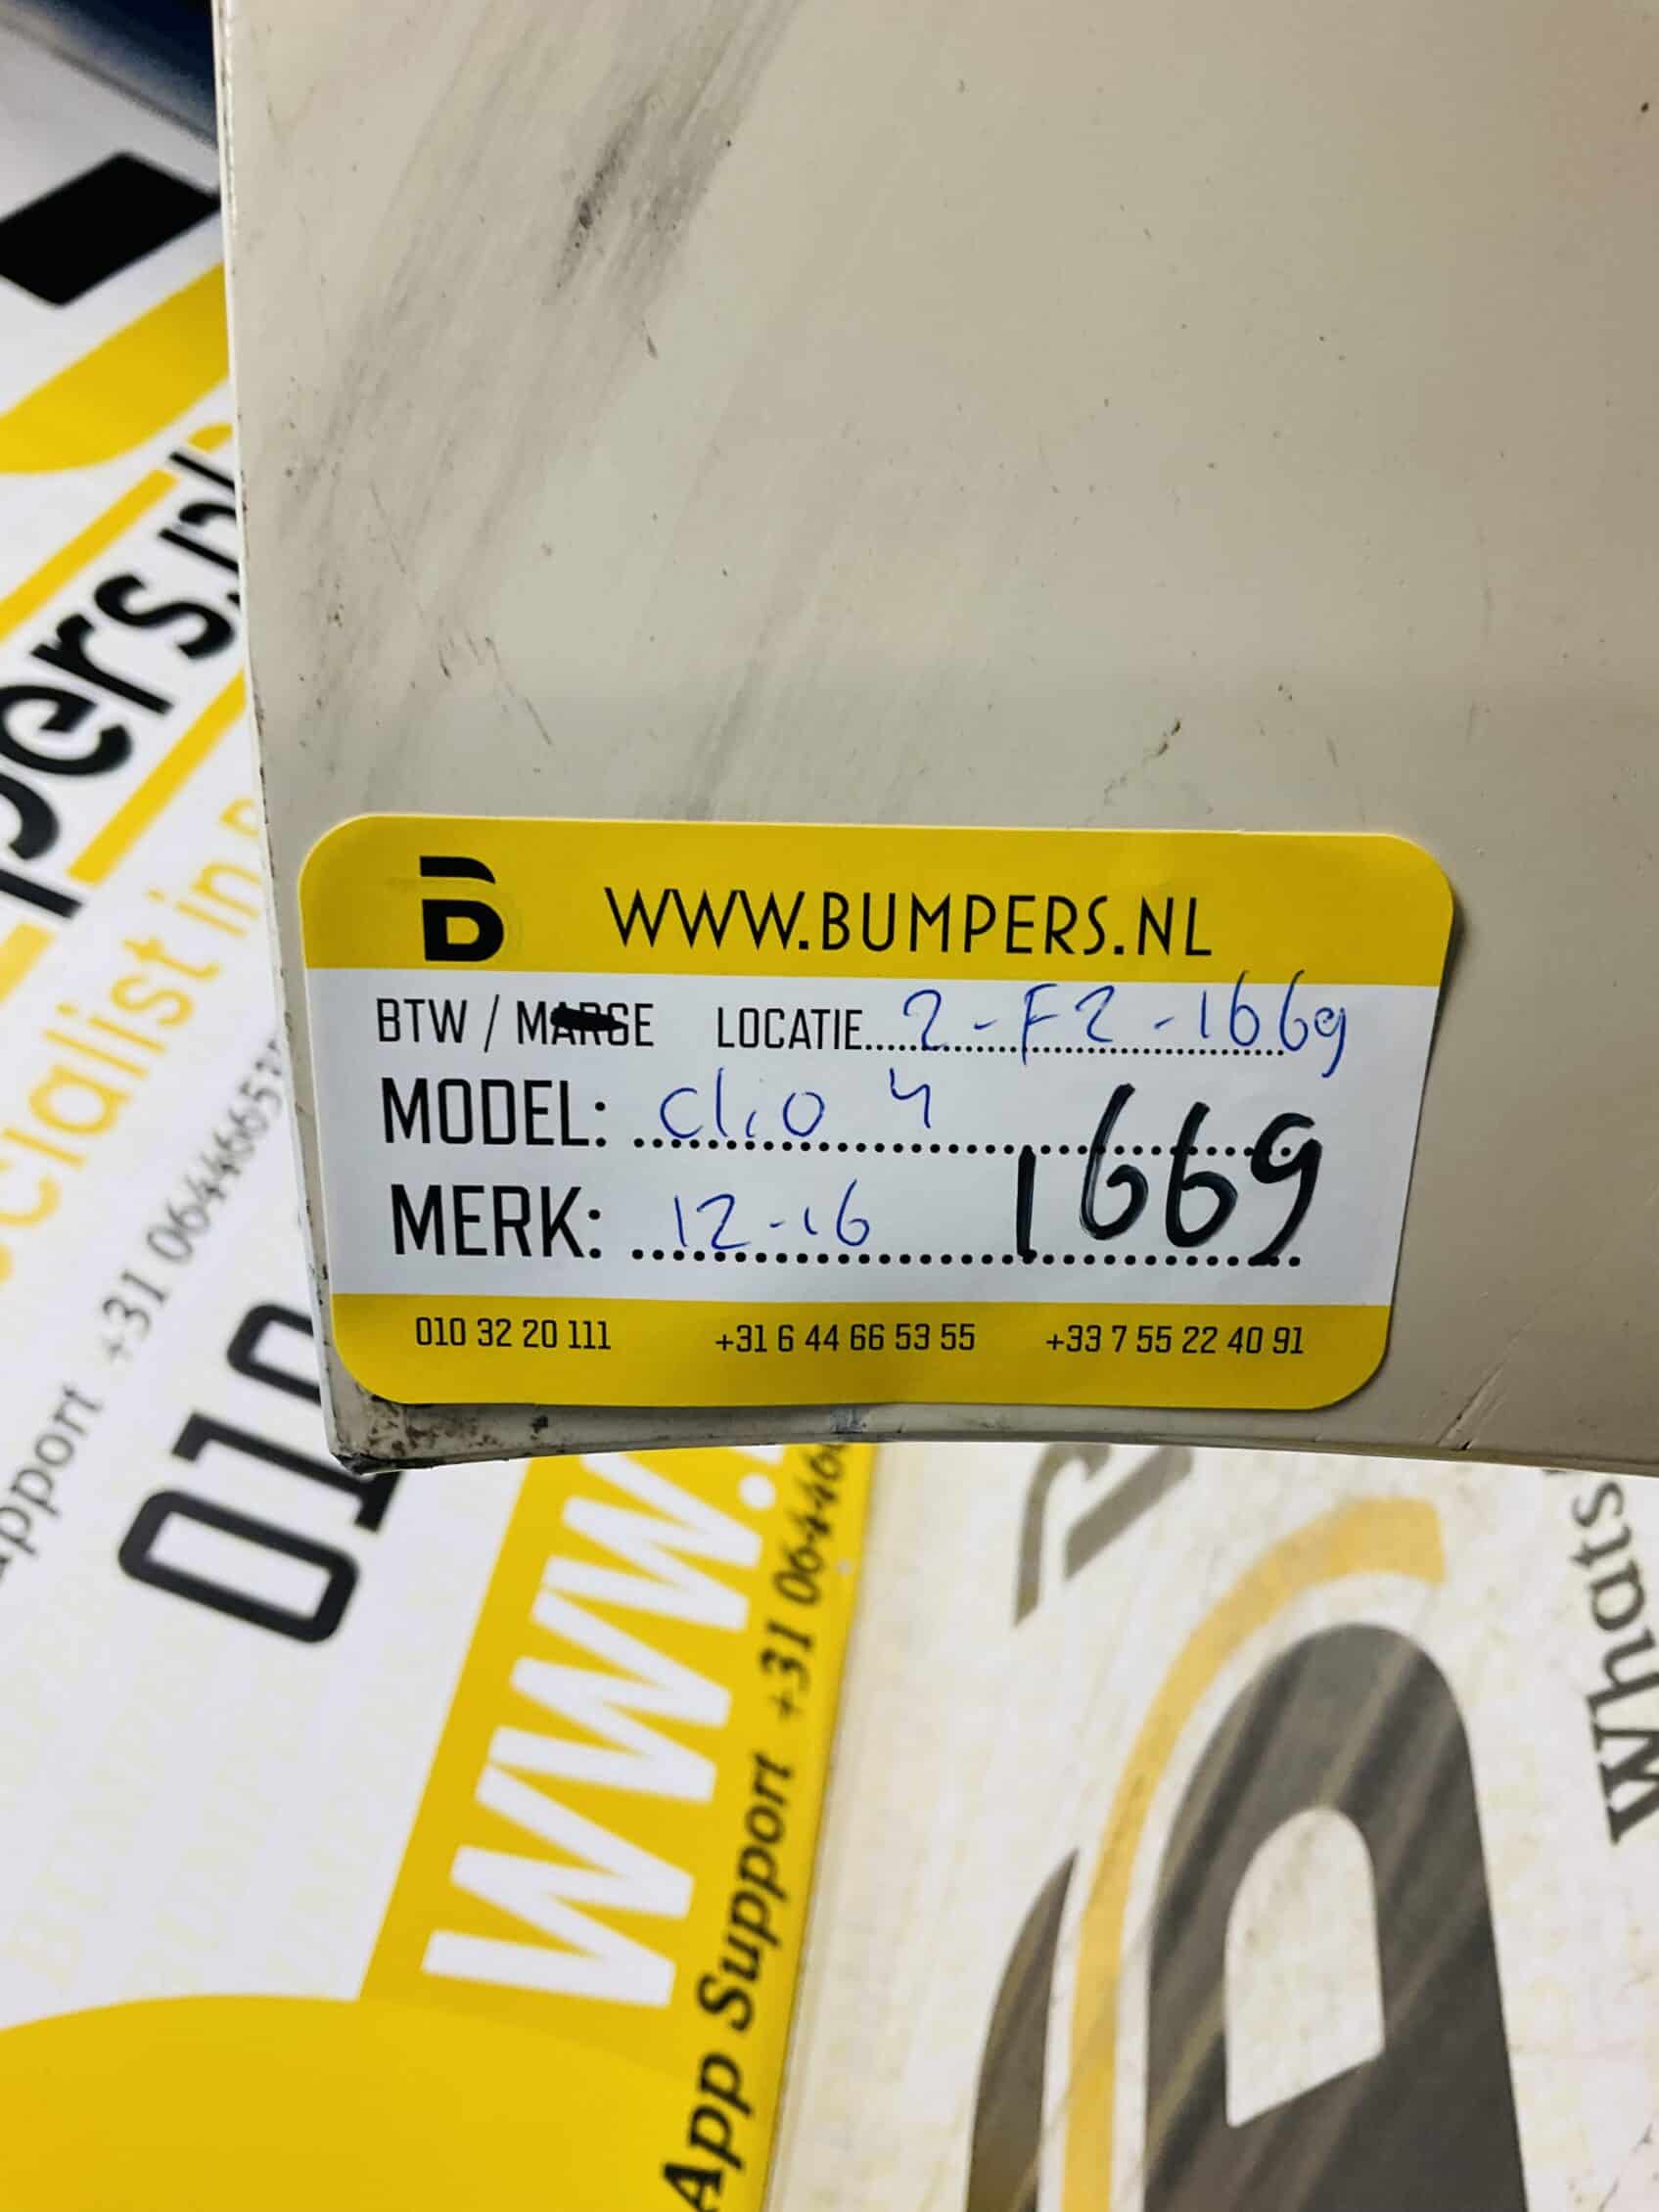 WWW.BUMPERS.NL
BTW / MARGE LOCATIE 2-F2-1669
MODEL: Clio 4
MERK: 12-16
1669
010 32 20 111 +31 6 44 66 53 55 +33 7 55 22 40 91
pers.nl
cialist in
pport +31 06446651
010
www.
App Support +31 064460
Whats